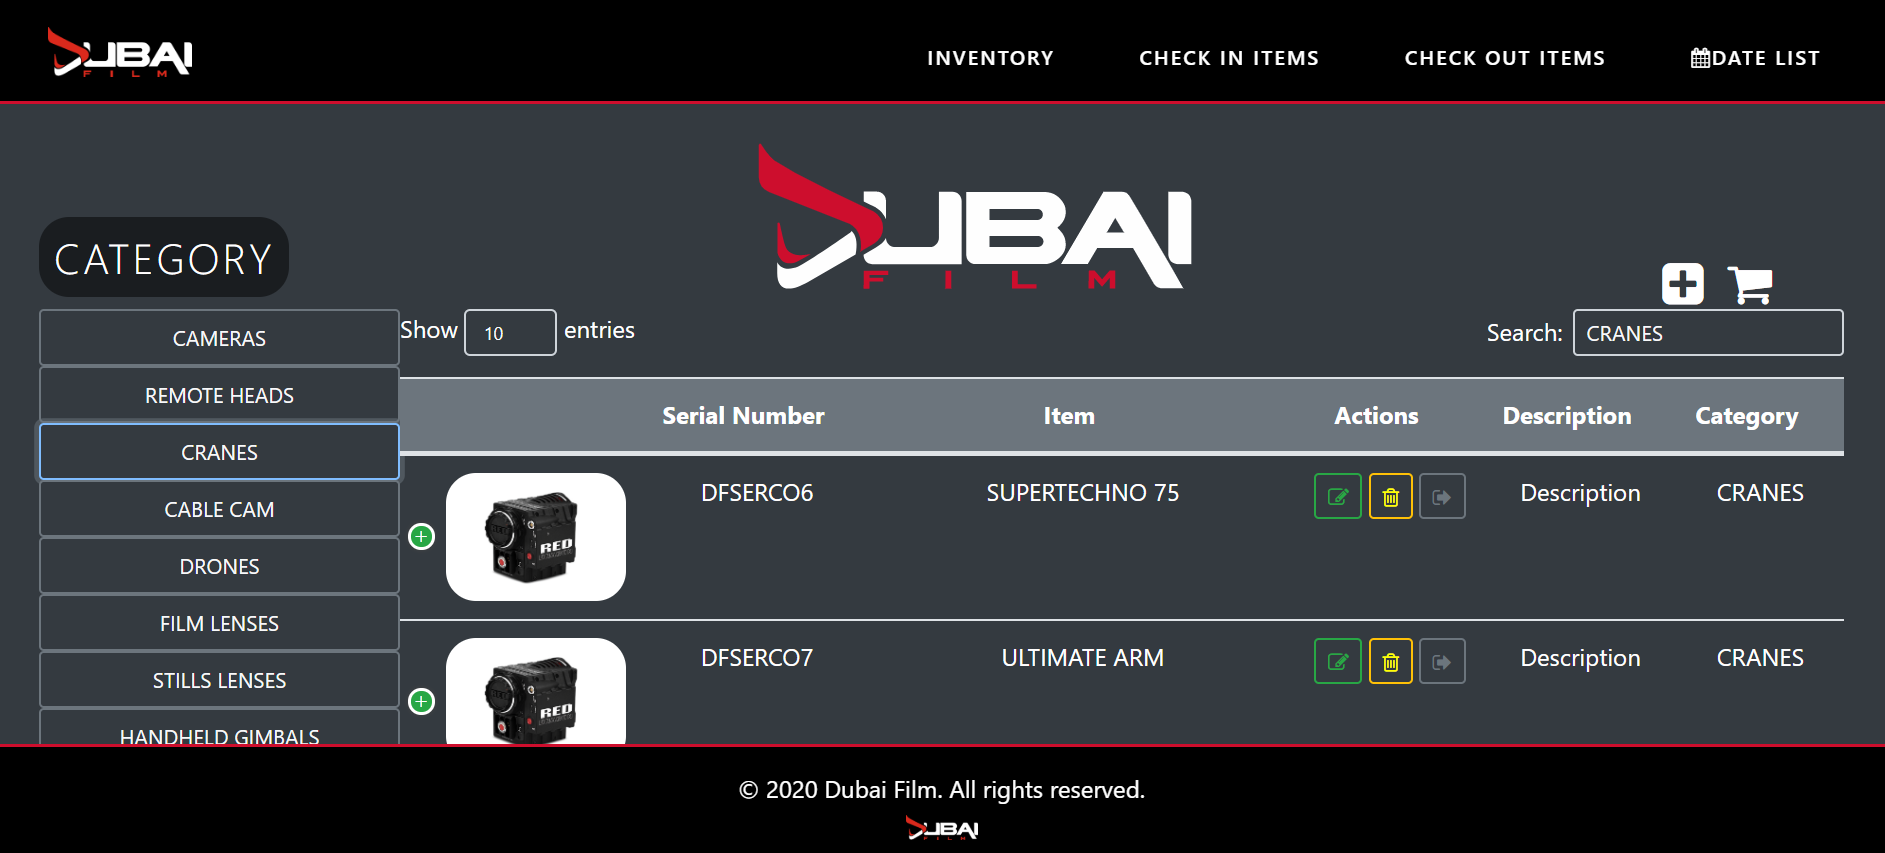 DUBAI
FILM
INVENTORY
CHECK IN ITEMS
CHECK OUT ITEMS
DATE LIST
DUBAI
FILM
CATEGORY
CAMERAS
REMOTE HEADS
CRANES
CABLE CAM
DRONES
FILM LENSES
STILLS LENSES
HANDHELD GIMBALS
Show 10 entries
Search: CRANES
Serial Number Item Actions Description Category
RED
DFSERCO6 SUPERTECHNO 75 Description CRANES
RED
DFSERCO7 ULTIMATE ARM Description CRANES
© 2020 Dubai Film. All rights reserved.
DUBAI
FILM